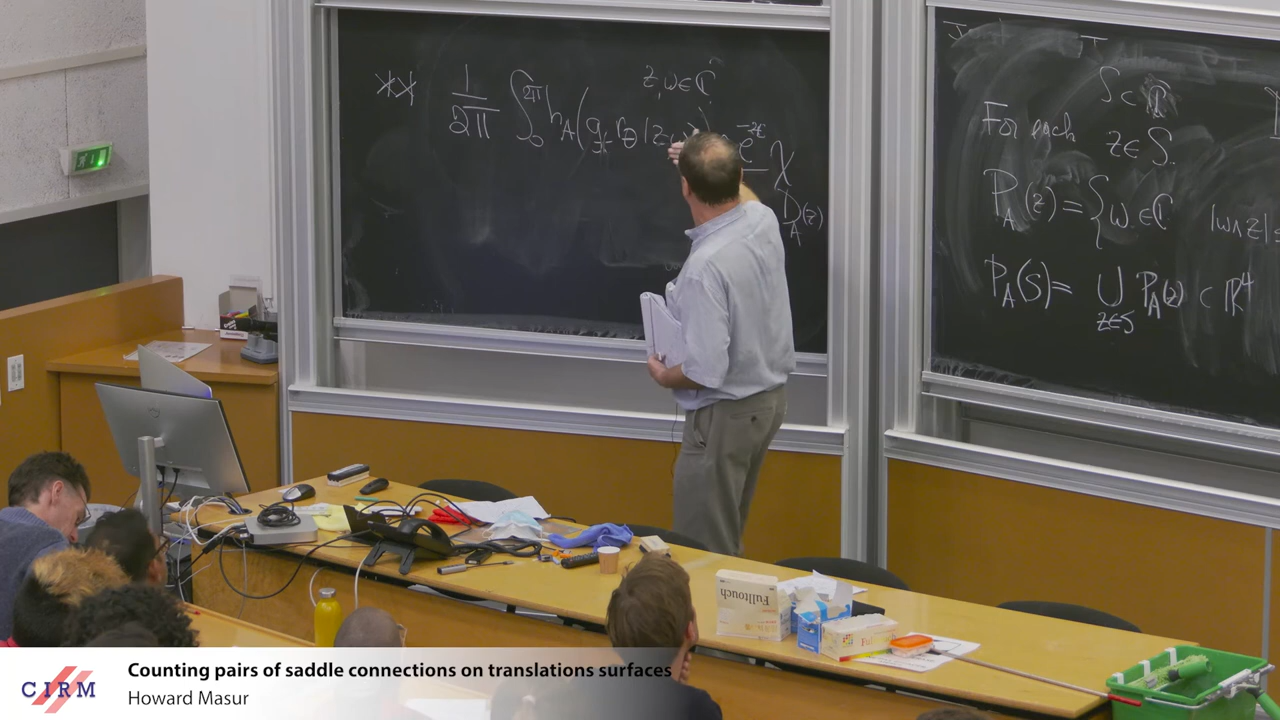 z, w ∈ ℂ
** 1/2π ∫₀^{2π} h_A(g_t r_θ (z, w)) e^{-2t} χ
D_A(z)
S ⊂ ℂ
For each z ∈ S.
P_A(z) = { w ∈ ℂ |w∧z| ≤
P_A(S) = ∪_{z∈S} P_A(z) ⊂ ℝ⁴
Fulltouch
CIRM
Counting pairs of saddle connections on translations surfaces
Howard Masur